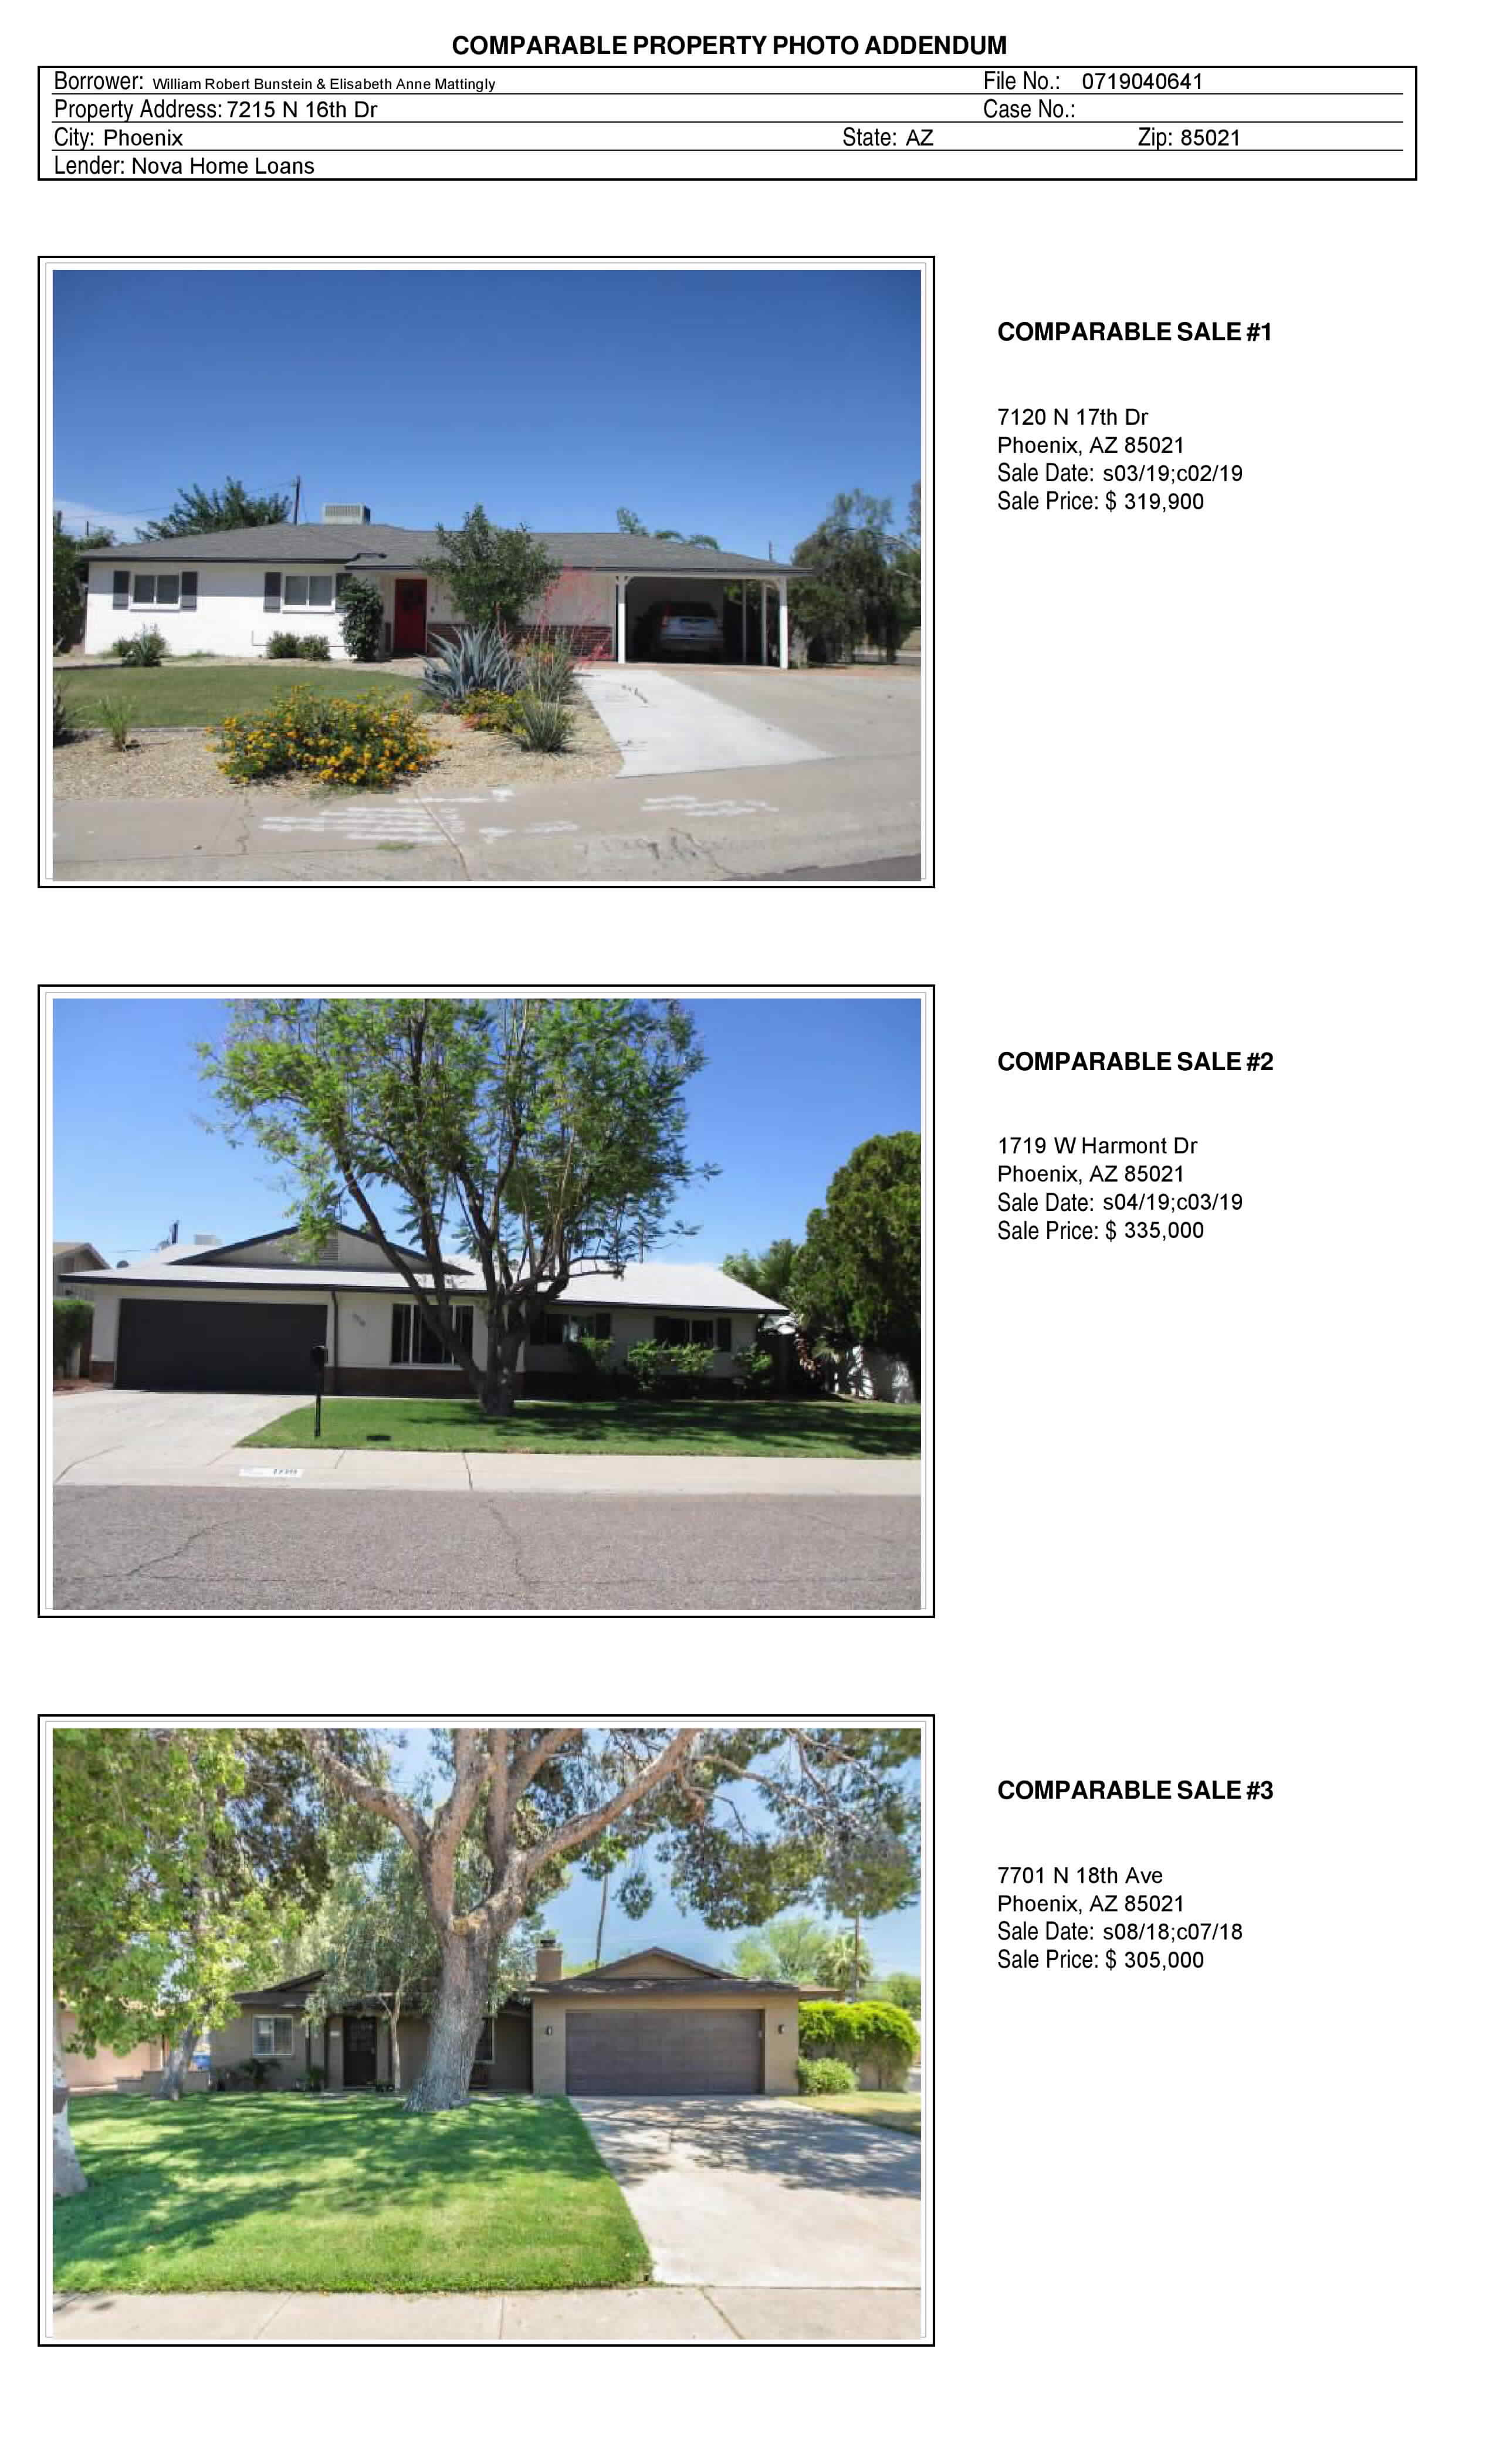 COMPARABLE PROPERTY PHOTO ADDENDUM
Borrower: William Robert Bunstein & Elisabeth Anne Mattingly File No.: 0719040641
Property Address: 7215 N 16th Dr Case No.:
City: Phoenix State: AZ Zip: 85021
Lender: Nova Home Loans
COMPARABLE SALE #1
7120 N 17th Dr
Phoenix, AZ 85021
Sale Date: s03/19;c02/19
Sale Price: $ 319,900
COMPARABLE SALE #2
1719 W Harmont Dr
Phoenix, AZ 85021
Sale Date: s04/19;c03/19
Sale Price: $ 335,000
COMPARABLE SALE #3
7701 N 18th Ave
Phoenix, AZ 85021
Sale Date: s08/18;c07/18
Sale Price: $ 305,000